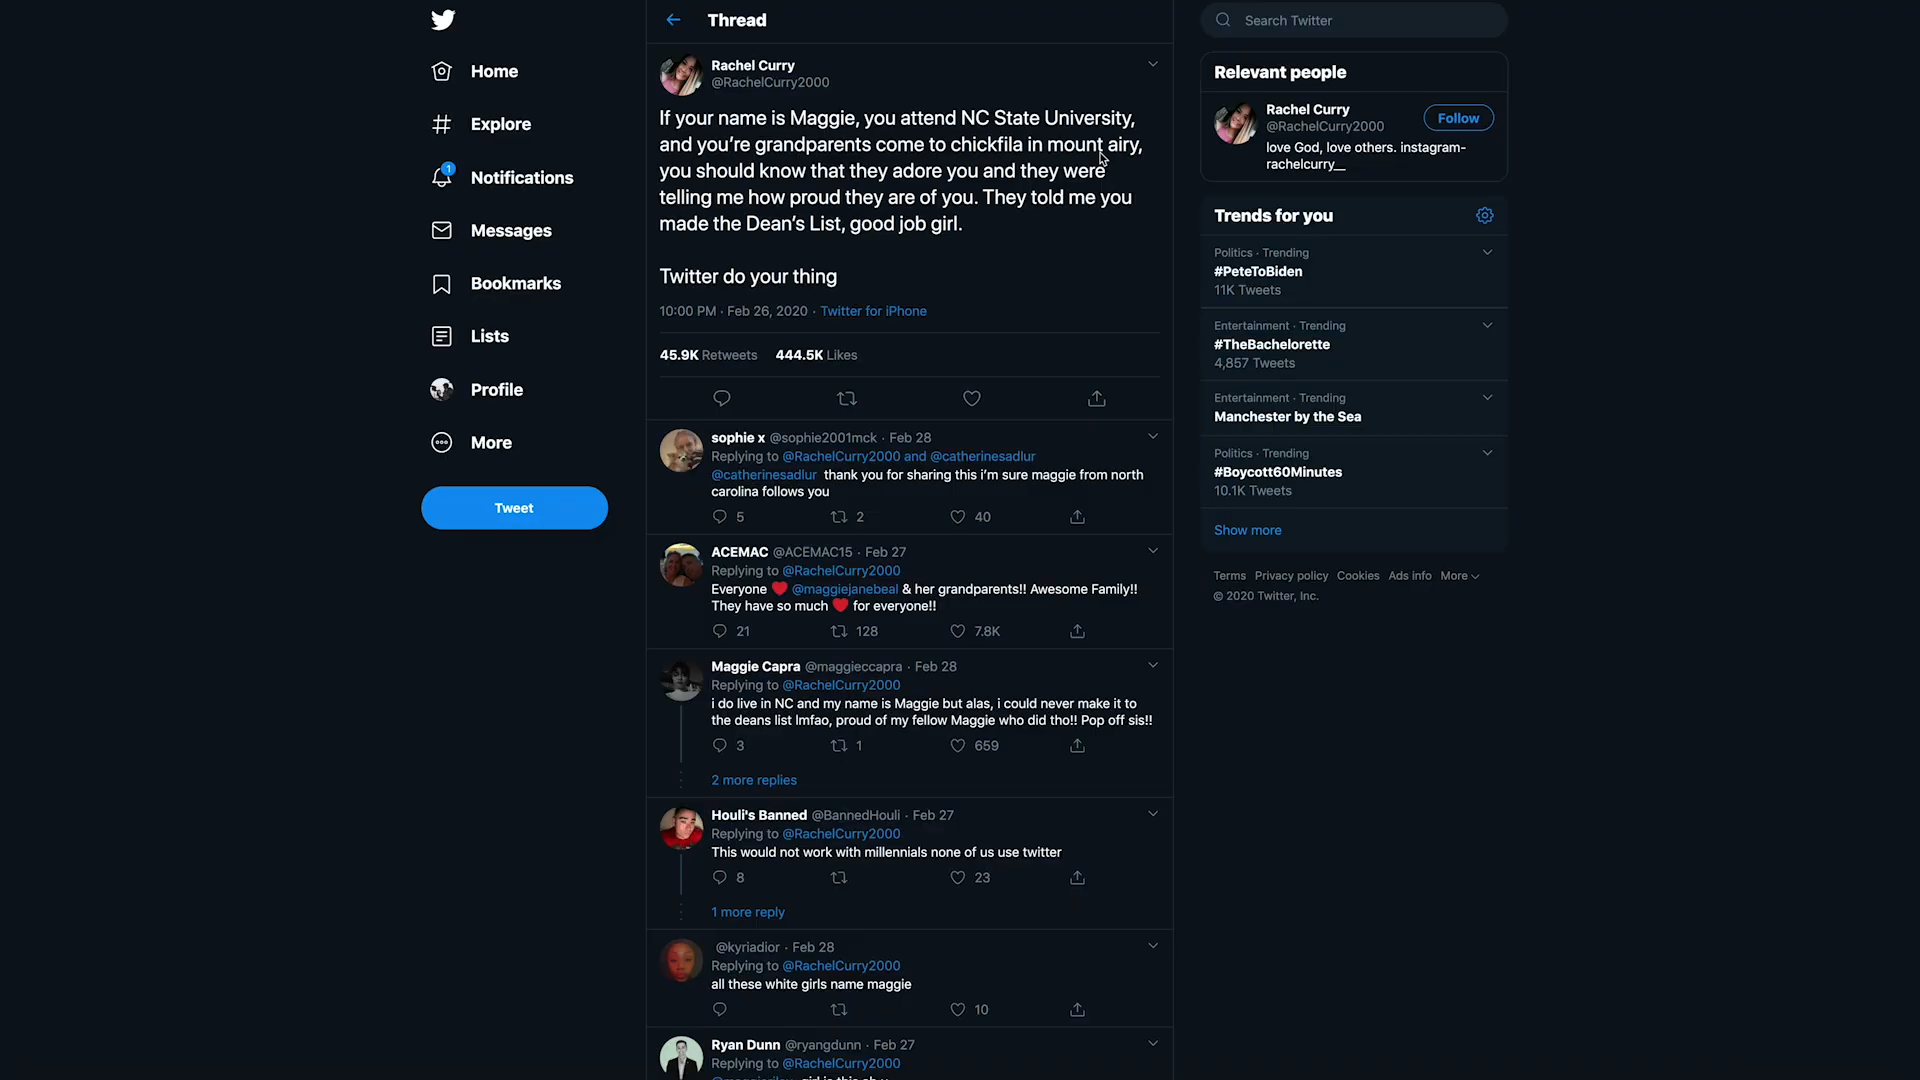 Home
Explore
1
Notifications
Messages
Bookmarks
Lists
Profile
More
Tweet
Thread
Rachel Curry
@RachelCurry2000
If your name is Maggie, you attend NC State University,
and you’re grandparents come to chickfila in mount airy,
you should know that they adore you and they were
telling me how proud they are of you. They told me you
made the Dean’s List, good job girl.
Twitter do your thing
10:00 PM · Feb 26, 2020 · Twitter for iPhone
45.9K Retweets 444.5K Likes
sophie x @sophie2001mck · Feb 28
Replying to @RachelCurry2000 and @catherinesadlur
@catherinesadlur thank you for sharing this i’m sure maggie from north
carolina follows you
5 2 40
ACEMAC @ACEMAC15 · Feb 27
Replying to @RachelCurry2000
Everyone ❤️ @maggiejanebeal & her grandparents!! Awesome Family!!
They have so much ❤️ for everyone!!
21 128 7.8K
Maggie Capra @maggieccapra · Feb 28
Replying to @RachelCurry2000
i do live in NC and my name is Maggie but alas, i could never make it to
the deans list lmfao, proud of my fellow Maggie who did tho!! Pop off sis!!
3 1 659
2 more replies
Houli's Banned @BannedHouli · Feb 27
Replying to @RachelCurry2000
This would not work with millennials none of us use twitter
8 23
1 more reply
@kyriadior · Feb 28
Replying to @RachelCurry2000
all these white girls name maggie
10
Ryan Dunn @ryangdunn · Feb 27
Replying to @RachelCurry2000
Search Twitter
Relevant people
Rachel Curry
@RachelCurry2000
Follow
love God, love others. instagram-
rachelcurry__
Trends for you
Politics · Trending
#PeteToBiden
11K Tweets
Entertainment · Trending
#TheBachelorette
4,857 Tweets
Entertainment · Trending
Manchester by the Sea
Politics · Trending
#Boycott60Minutes
10.1K Tweets
Show more
Terms Privacy policy Cookies Ads info More
© 2020 Twitter, Inc.